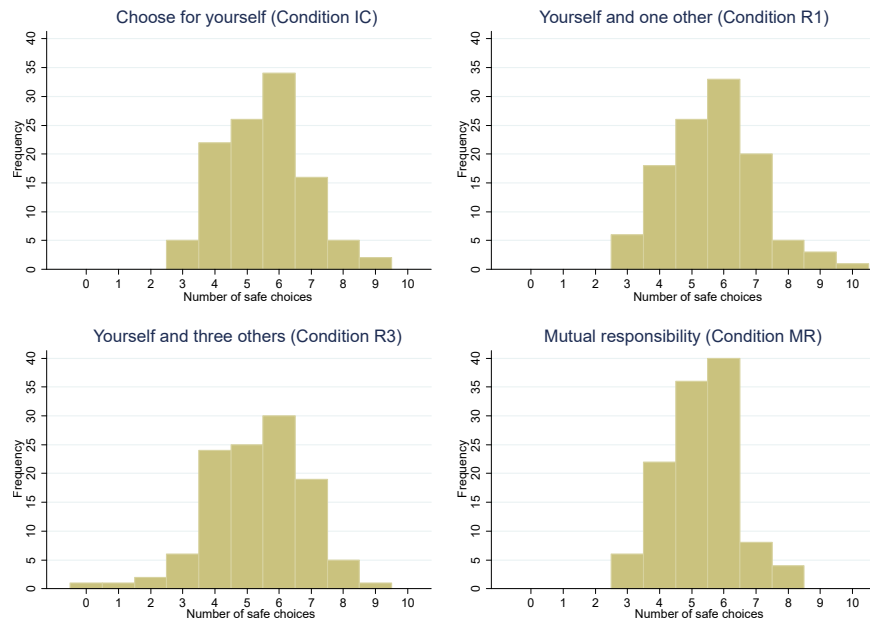 Choose for yourself (Condition IC)
40
35
30
25
20
15
10
5
0
Frequency
0 1 2 3 4 5 6 7 8 9 10
Number of safe choices
Yourself and one other (Condition R1)
40
35
30
25
20
15
10
5
0
Frequency
0 1 2 3 4 5 6 7 8 9 10
Number of safe choices
Yourself and three others (Condition R3)
40
35
30
25
20
15
10
5
0
Frequency
0 1 2 3 4 5 6 7 8 9 10
Number of safe choices
Mutual responsibility (Condition MR)
40
35
30
25
20
15
10
5
0
Frequency
0 1 2 3 4 5 6 7 8 9 10
Number of safe choices